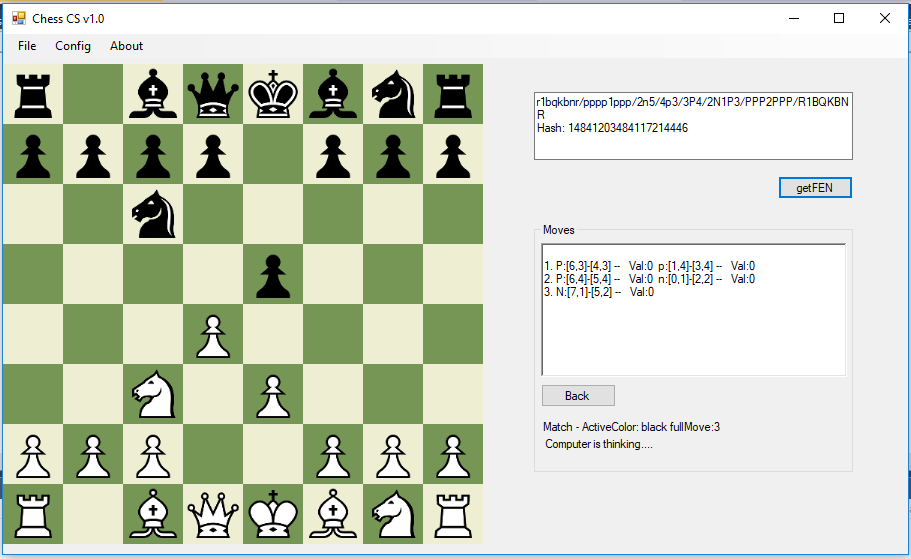 Chess CS v1.0
File Config About
r1bqkbnr/pppp1ppp/2n5/4p3/3P4/2N1P3/PPP2PPP/R1BQKBN
R
Hash: 14841203484117214446
getFEN
Moves
1. P:[6,3]-[4,3] -- Val:0 p:[1,4]-[3,4] -- Val:0
2. P:[6,4]-[5,4] -- Val:0 n:[0,1]-[2,2] -- Val:0
3. N:[7,1]-[5,2] -- Val:0
Back
Match - ActiveColor: black fullMove:3
Computer is thinking....